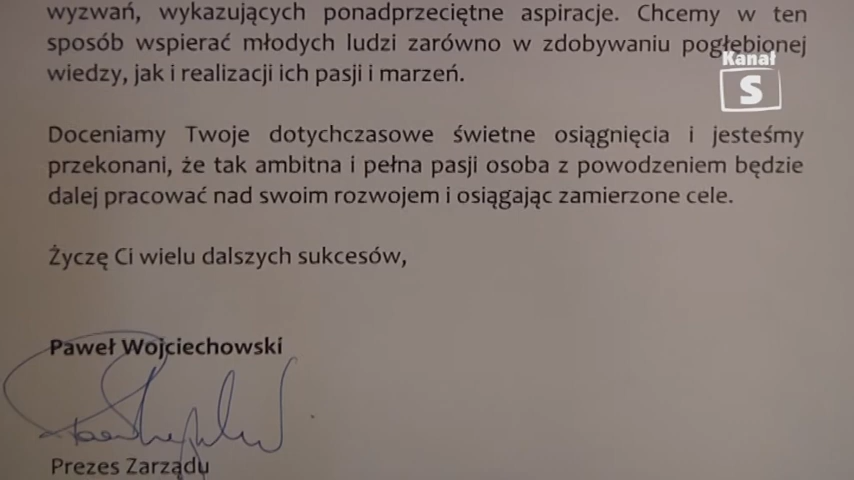 wyzwań, wykazujących ponadprzeciętne aspiracje. Chcemy w ten
sposób wspierać młodych ludzi zarówno w zdobywaniu pogłębionej
wiedzy, jak i realizacji ich pasji i marzeń.
Kanał
S
Doceniamy Twoje dotychczasowe świetne osiągnięcia i jesteśmy
przekonani, że tak ambitna i pełna pasji osoba z powodzeniem będzie
dalej pracować nad swoim rozwojem i osiągając zamierzone cele.
Życzę Ci wielu dalszych sukcesów,
Paweł Wojciechowski
Prezes Zarządu